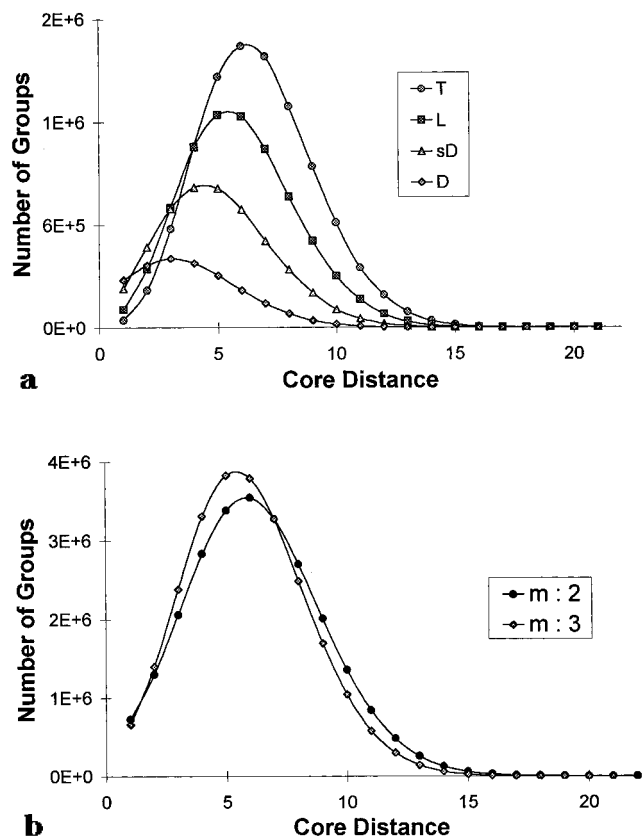 2E+6
1E+6
6E+5
0E+0
Number of Groups
T
L
sD
D
0 5 10 15 20
Core Distance
a
4E+6
3E+6
2E+6
1E+6
0E+0
Number of Groups
m : 2
m : 3
0 5 10 15 20
Core Distance
b